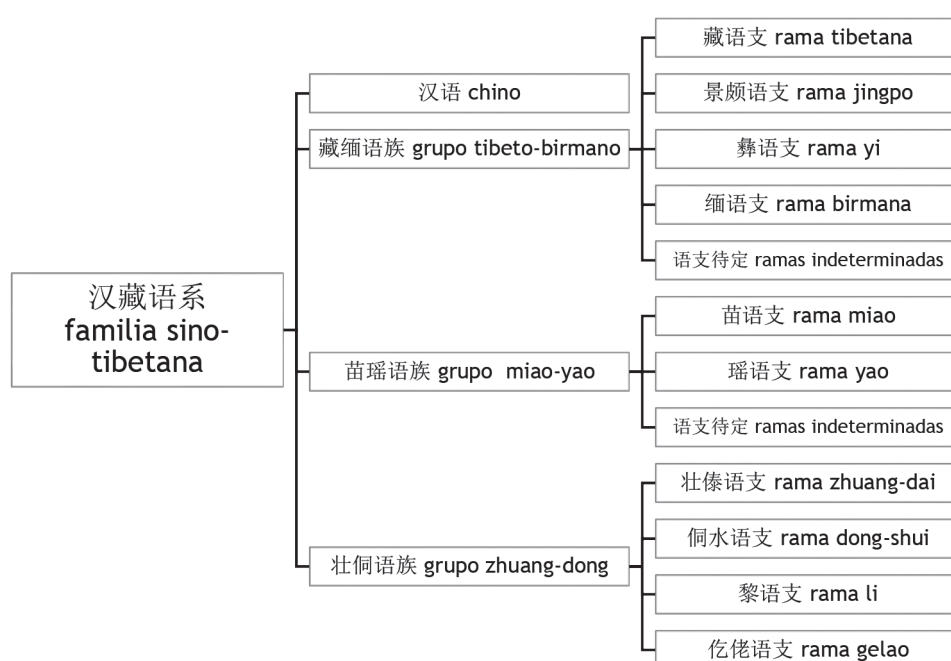 汉藏语系
familia sino-
tibetana
汉语 chino
藏缅语族 grupo tibeto-birmano
藏语支 rama tibetana
景颇语支 rama jingpo
彝语支 rama yi
缅语支 rama birmana
语支待定 ramas indeterminadas
苗瑶语族 grupo miao-yao
苗语支 rama miao
瑶语支 rama yao
语支待定 ramas indeterminadas
壮侗语族 grupo zhuang-dong
壮傣语支 rama zhuang-dai
侗水语支 rama dong-shui
黎语支 rama li
仡佬语支 rama gelao